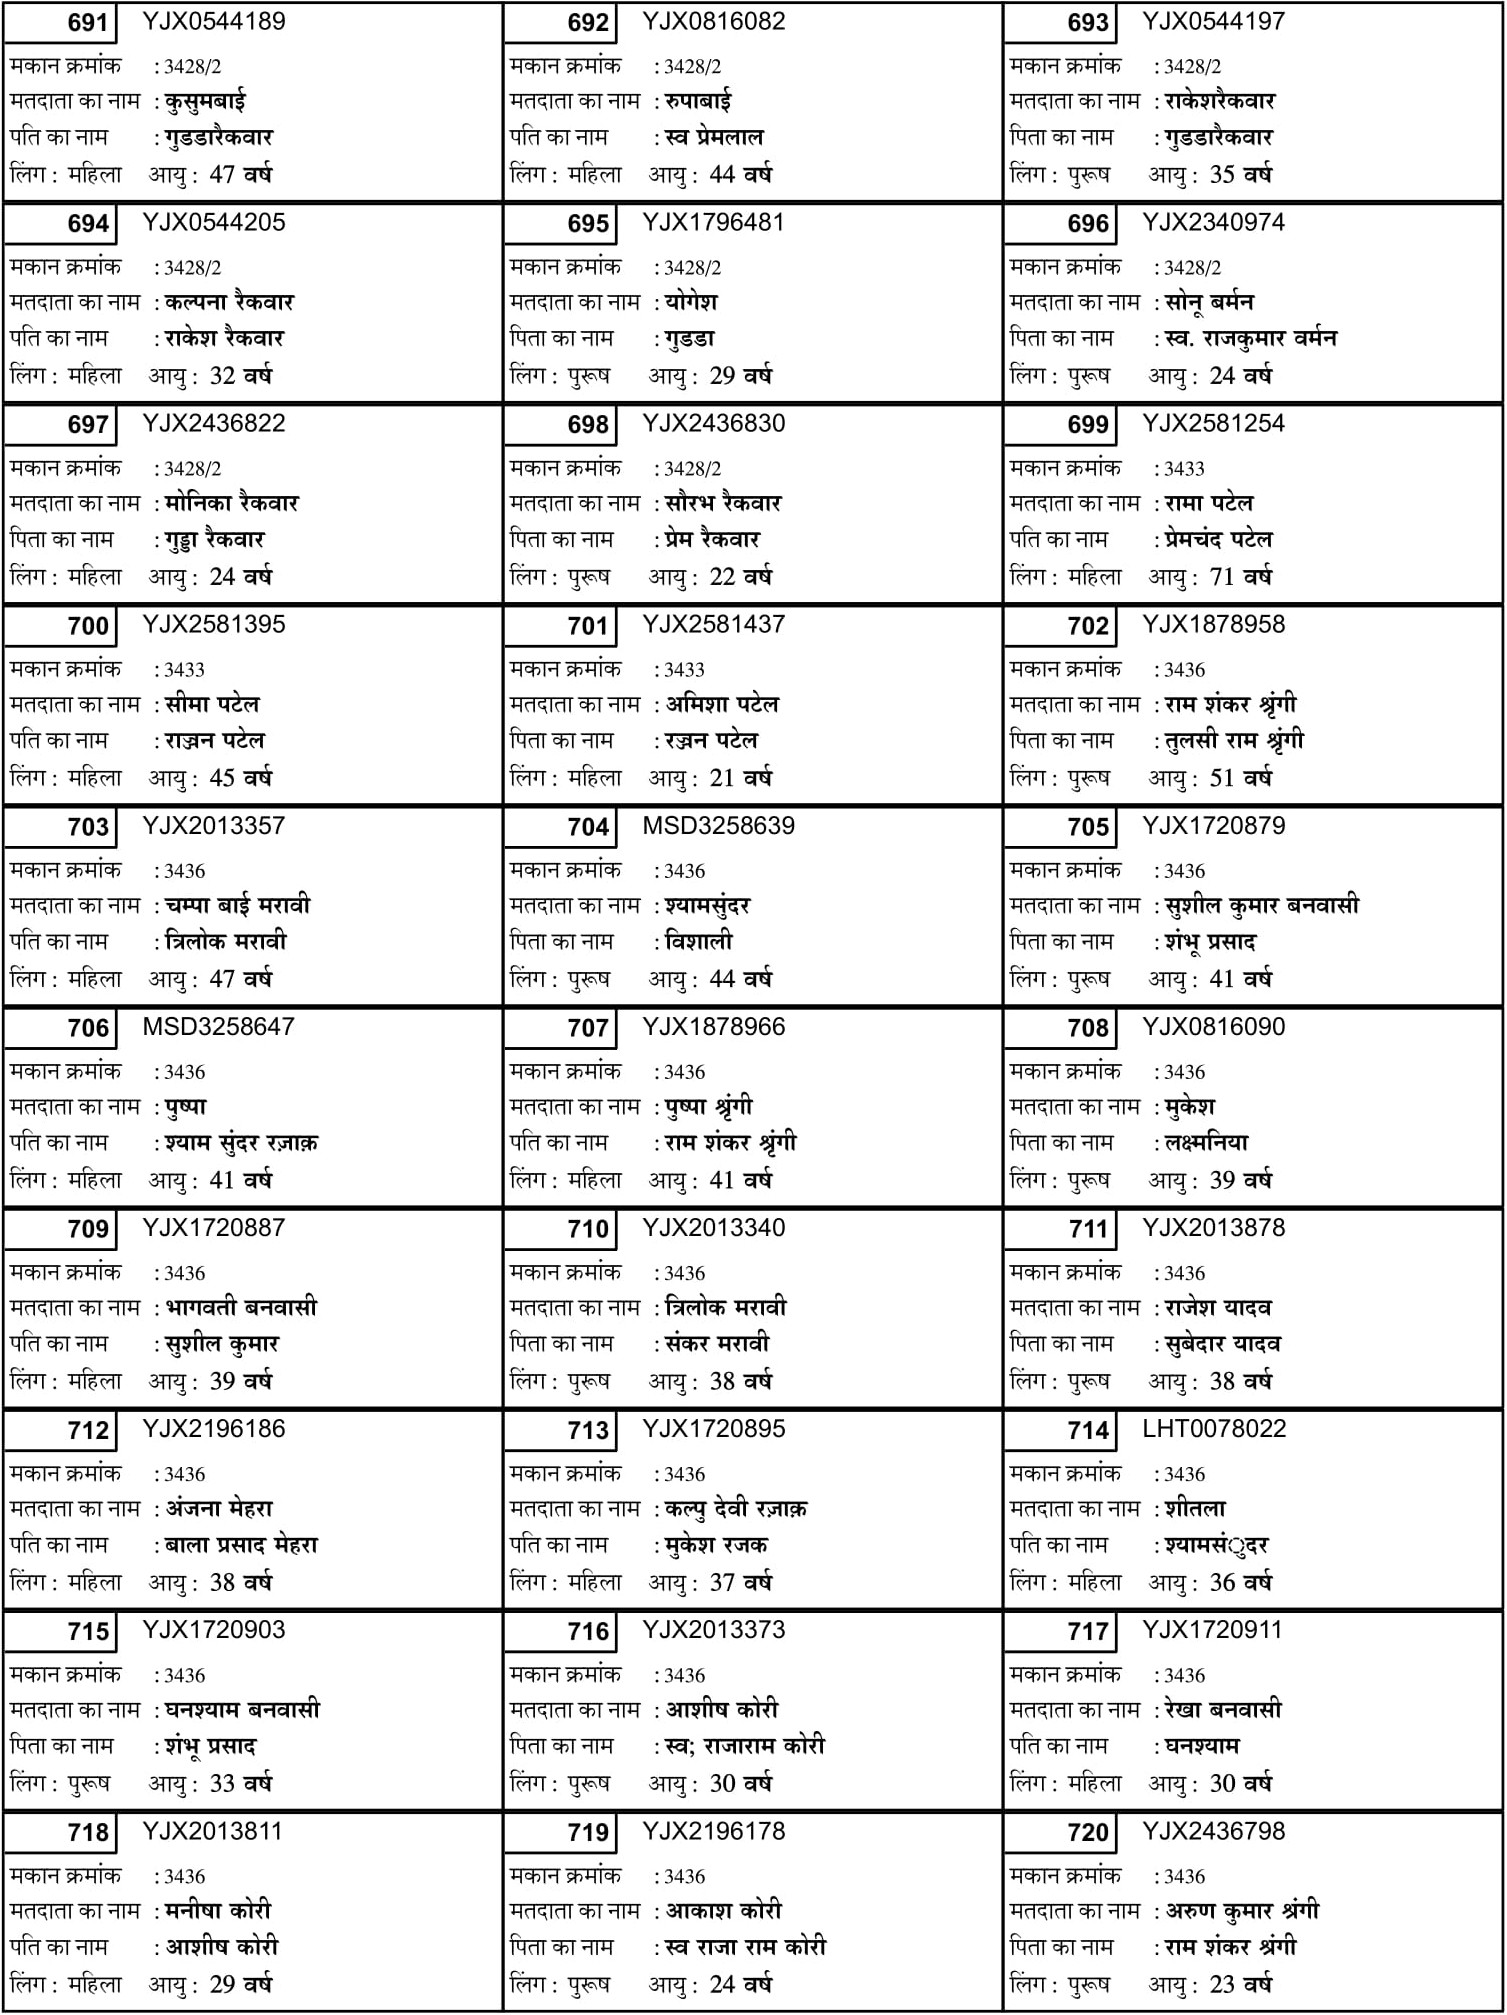 691 YJX0544189
मकान क्रमांक : 3428/2
मतदाता का नाम : कुसुमबाई
पति का नाम : गुडडारैकवार
लिंग : महिला आयु : 47 वर्ष
692 YJX0816082
मकान क्रमांक : 3428/2
मतदाता का नाम : रुपाबाई
पति का नाम : स्व प्रेमलाल
लिंग : महिला आयु : 44 वर्ष
693 YJX0544197
मकान क्रमांक : 3428/2
मतदाता का नाम : राकेशरैकवार
पिता का नाम : गुडडारैकवार
लिंग : पुरूष आयु : 35 वर्ष
694 YJX0544205
मकान क्रमांक : 3428/2
मतदाता का नाम : कल्पना रैकवार
पति का नाम : राकेश रैकवार
लिंग : महिला आयु : 32 वर्ष
695 YJX1796481
मकान क्रमांक : 3428/2
मतदाता का नाम : योगेश
पिता का नाम : गुडडा
लिंग : पुरूष आयु : 29 वर्ष
696 YJX2340974
मकान क्रमांक : 3428/2
मतदाता का नाम : सोनू बर्मन
पिता का नाम : स्व. राजकुमार वर्मन
लिंग : पुरूष आयु : 24 वर्ष
697 YJX2436822
मकान क्रमांक : 3428/2
मतदाता का नाम : मोनिका रैकवार
पिता का नाम : गुड्डा रैकवार
लिंग : महिला आयु : 24 वर्ष
698 YJX2436830
मकान क्रमांक : 3428/2
मतदाता का नाम : सौरभ रैकवार
पिता का नाम : प्रेम रैकवार
लिंग : पुरूष आयु : 22 वर्ष
699 YJX2581254
मकान क्रमांक : 3433
मतदाता का नाम : रामा पटेल
पति का नाम : प्रेमचंद पटेल
लिंग : महिला आयु : 71 वर्ष
700 YJX2581395
मकान क्रमांक : 3433
मतदाता का नाम : सीमा पटेल
पति का नाम : राज्जन पटेल
लिंग : महिला आयु : 45 वर्ष
701 YJX2581437
मकान क्रमांक : 3433
मतदाता का नाम : अमिशा पटेल
पिता का नाम : रज्जन पटेल
लिंग : महिला आयु : 21 वर्ष
702 YJX1878958
मकान क्रमांक : 3436
मतदाता का नाम : राम शंकर श्रृंगी
पिता का नाम : तुलसी राम श्रृंगी
लिंग : पुरूष आयु : 51 वर्ष
703 YJX2013357
मकान क्रमांक : 3436
मतदाता का नाम : चम्पा बाई मरावी
पति का नाम : त्रिलोक मरावी
लिंग : महिला आयु : 47 वर्ष
704 MSD3258639
मकान क्रमांक : 3436
मतदाता का नाम : श्यामसुंदर
पिता का नाम : विशाली
लिंग : पुरूष आयु : 44 वर्ष
705 YJX1720879
मकान क्रमांक : 3436
मतदाता का नाम : सुशील कुमार बनवासी
पिता का नाम : शंभू प्रसाद
लिंग : पुरूष आयु : 41 वर्ष
706 MSD3258647
मकान क्रमांक : 3436
मतदाता का नाम : पुष्पा
पति का नाम : श्याम सुंदर रज़ाक़
लिंग : महिला आयु : 41 वर्ष
707 YJX1878966
मकान क्रमांक : 3436
मतदाता का नाम : पुष्पा श्रृंगी
पति का नाम : राम शंकर श्रृंगी
लिंग : महिला आयु : 41 वर्ष
708 YJX0816090
मकान क्रमांक : 3436
मतदाता का नाम : मुकेश
पिता का नाम : लक्ष्मनिया
लिंग : पुरूष आयु : 39 वर्ष
709 YJX1720887
मकान क्रमांक : 3436
मतदाता का नाम : भागवती बनवासी
पति का नाम : सुशील कुमार
लिंग : महिला आयु : 39 वर्ष
710 YJX2013340
मकान क्रमांक : 3436
मतदाता का नाम : त्रिलोक मरावी
पिता का नाम : संकर मरावी
लिंग : पुरूष आयु : 38 वर्ष
711 YJX2013878
मकान क्रमांक : 3436
मतदाता का नाम : राजेश यादव
पिता का नाम : सुबेदार यादव
लिंग : पुरूष आयु : 38 वर्ष
712 YJX2196186
मकान क्रमांक : 3436
मतदाता का नाम : अंजना मेहरा
पति का नाम : बाला प्रसाद मेहरा
लिंग : महिला आयु : 38 वर्ष
713 YJX1720895
मकान क्रमांक : 3436
मतदाता का नाम : कल्पु देवी रज़ाक़
पति का नाम : मुकेश रजक
लिंग : महिला आयु : 37 वर्ष
714 LHT0078022
मकान क्रमांक : 3436
मतदाता का नाम : शीतला
पति का नाम : श्यामसंुदर
लिंग : महिला आयु : 36 वर्ष
715 YJX1720903
मकान क्रमांक : 3436
मतदाता का नाम : घनश्याम बनवासी
पिता का नाम : शंभू प्रसाद
लिंग : पुरूष आयु : 33 वर्ष
716 YJX2013373
मकान क्रमांक : 3436
मतदाता का नाम : आशीष कोरी
पिता का नाम : स्व; राजाराम कोरी
लिंग : पुरूष आयु : 30 वर्ष
717 YJX1720911
मकान क्रमांक : 3436
मतदाता का नाम : रेखा बनवासी
पति का नाम : घनश्याम
लिंग : महिला आयु : 30 वर्ष
718 YJX2013811
मकान क्रमांक : 3436
मतदाता का नाम : मनीषा कोरी
पति का नाम : आशीष कोरी
लिंग : महिला आयु : 29 वर्ष
719 YJX2196178
मकान क्रमांक : 3436
मतदाता का नाम : आकाश कोरी
पिता का नाम : स्व राजा राम कोरी
लिंग : पुरूष आयु : 24 वर्ष
720 YJX2436798
मकान क्रमांक : 3436
मतदाता का नाम : अरुण कुमार श्रंगी
पिता का नाम : राम शंकर श्रंगी
लिंग : पुरूष आयु : 23 वर्ष